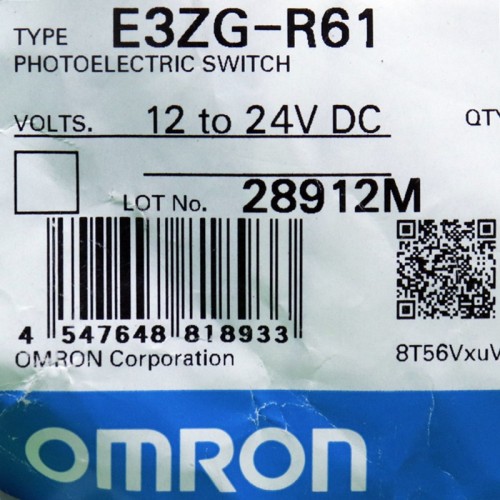 TYPE E3ZG-R61
PHOTOELECTRIC SWITCH
VOLTS. 12 to 24V DC QTY
LOT No. 28912M
4 547648 818933
OMRON Corporation 8T56VxuV
OMRON